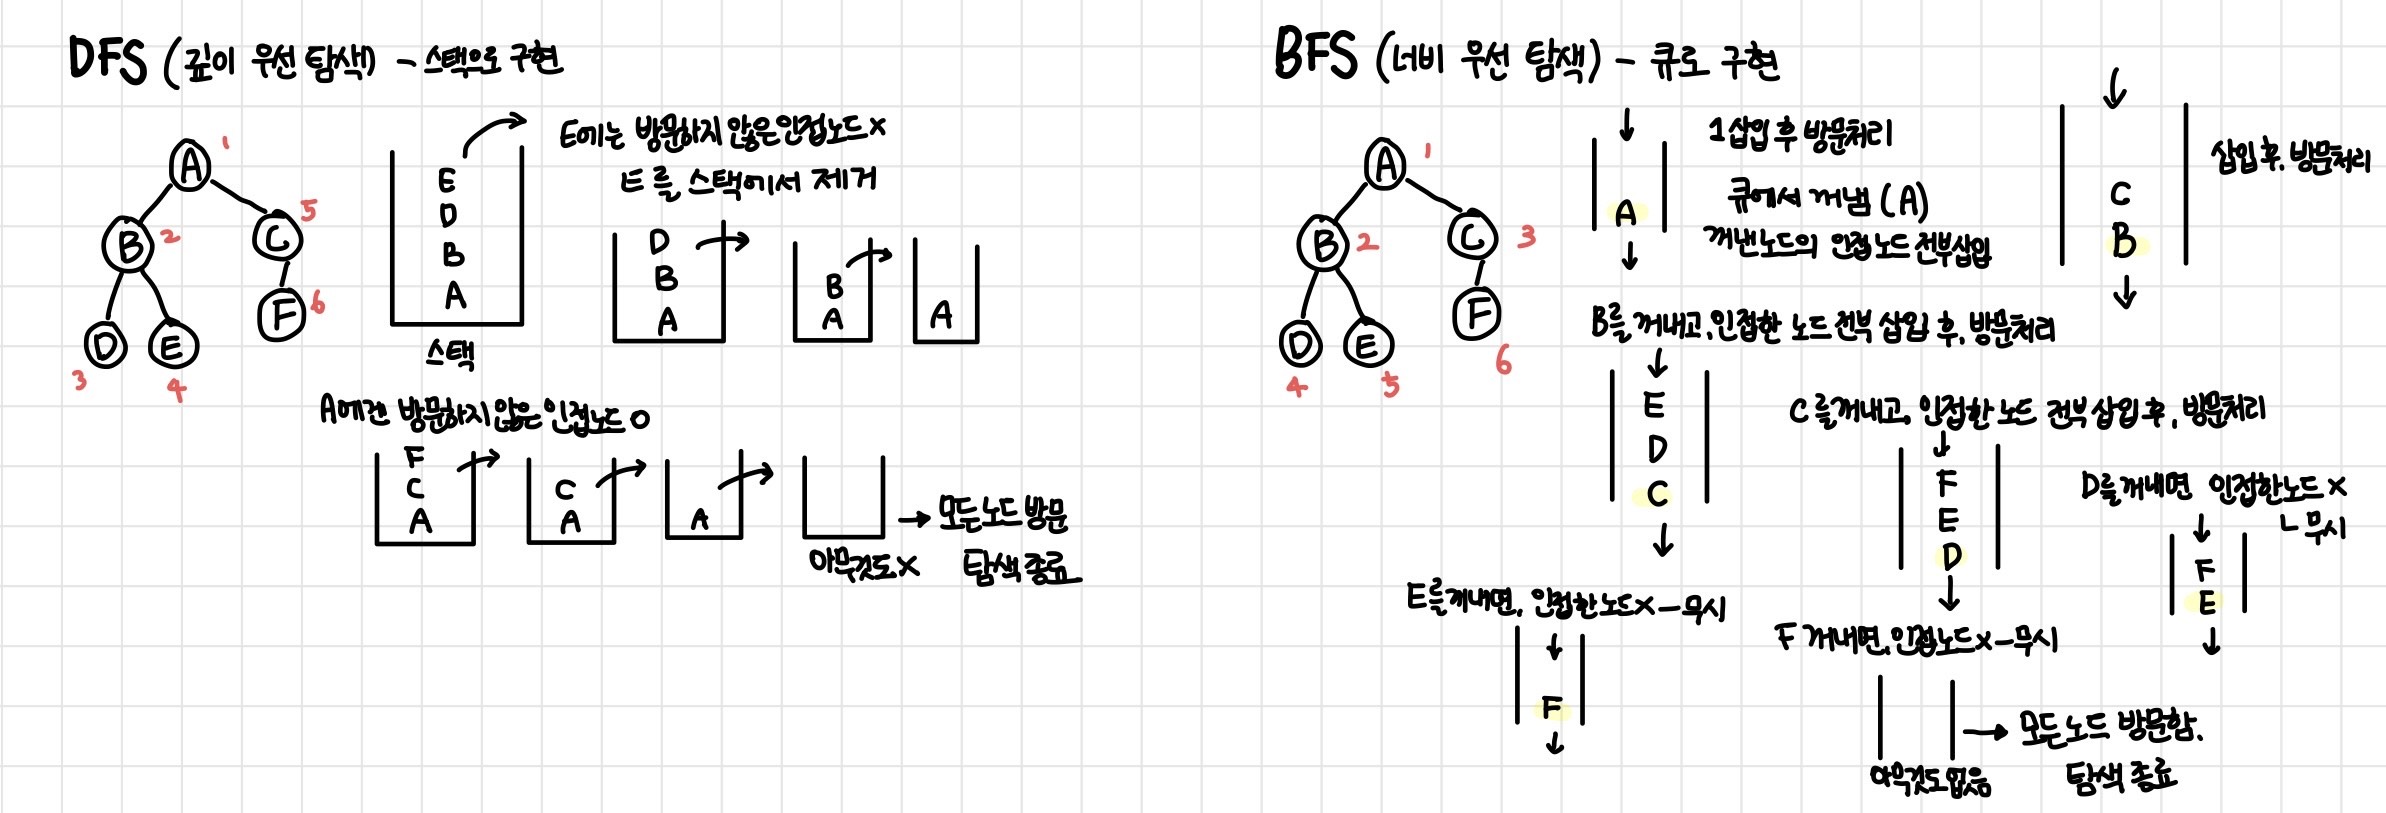 DFS (깊이 우선 탐색) - 스택으로 구현
A 1
B 2
C 5
D 3
E 4
F 6
E
D
B
A
스택
E에는 방문하지 않은 인접노드 x
E를 스택에서 제거
D
B
A
B
A
A
A에겐 방문하지 않은 인접노드 O
F
C
A
C
A
A
아무것도 x
→ 모든 노드 방문
탐색 종료
BFS (너비 우선 탐색) - 큐로 구현
A 1
B 2
C 3
D 4
E 5
F 6
A
1 삽입 후 방문처리
큐에서 꺼냄 (A)
꺼낸 노드의 인접 노드 전부 삽입
C
B
삽입 후, 방문처리
B를 꺼내고, 인접한 노드 전부 삽입 후, 방문처리
E
D
C
C를 꺼내고, 인접한 노드 전부 삽입 후, 방문처리
F
E
D
D를 꺼내면 인접한 노드 x
ㄴ 무시
F
E
E를 꺼내면, 인접한 노드 x - 무시
F
F 꺼내면, 인접노드 x - 무시
아무것도 없음
→ 모든 노드 방문함.
탐색 종료